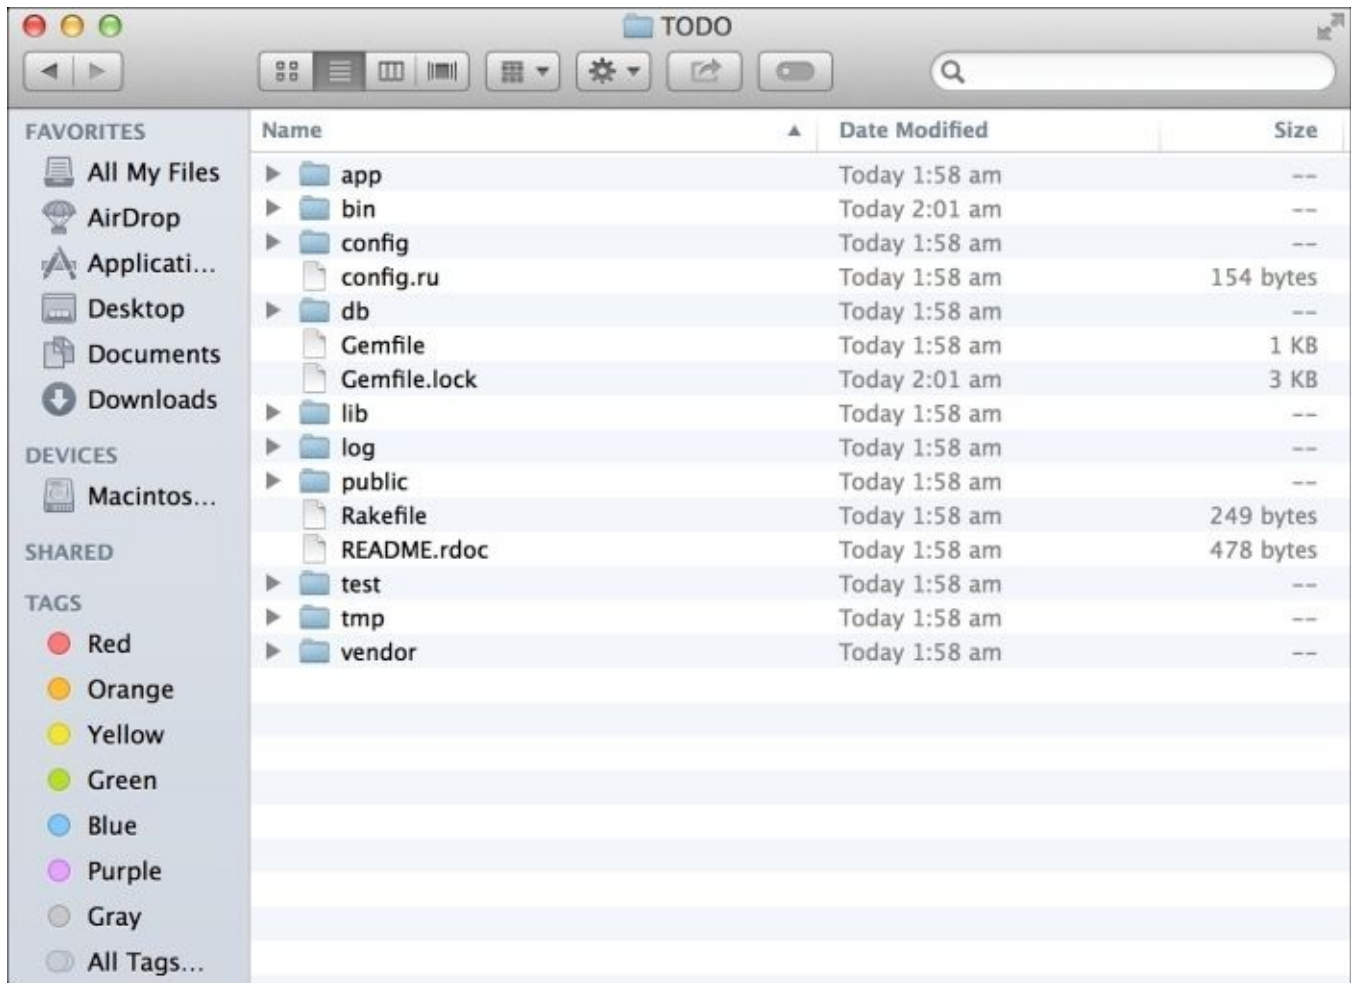 TODO
FAVORITES
All My Files
AirDrop
Applicati...
Desktop
Documents
Downloads
DEVICES
Macintos...
SHARED
TAGS
Red
Orange
Yellow
Green
Blue
Purple
Gray
All Tags...
Name Date Modified Size
app Today 1:58 am --
bin Today 2:01 am --
config Today 1:58 am --
config.ru Today 1:58 am 154 bytes
db Today 1:58 am --
Gemfile Today 1:58 am 1 KB
Gemfile.lock Today 2:01 am 3 KB
lib Today 1:58 am --
log Today 1:58 am --
public Today 1:58 am --
Rakefile Today 1:58 am 249 bytes
README.rdoc Today 1:58 am 478 bytes
test Today 1:58 am --
tmp Today 1:58 am --
vendor Today 1:58 am --